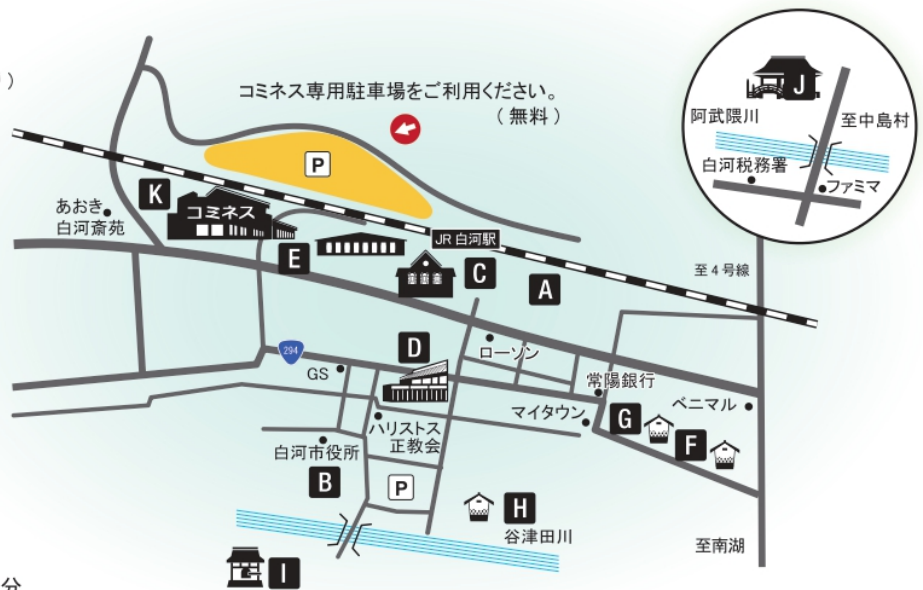 ）
コミネス専用駐車場をご利用ください。
（無料）
J
阿武隈川
至中島村
白河税務署
ファミマ
P
K
コミネス
あおき
白河斎苑
JR 白河駅
E
C
A
至4号線
294
D
ローソン
GS
常陽銀行
マイタウン
ベニマル
G
F
ハリストス
正教会
白河市役所
B
P
H
谷津田川
至南湖
I
分